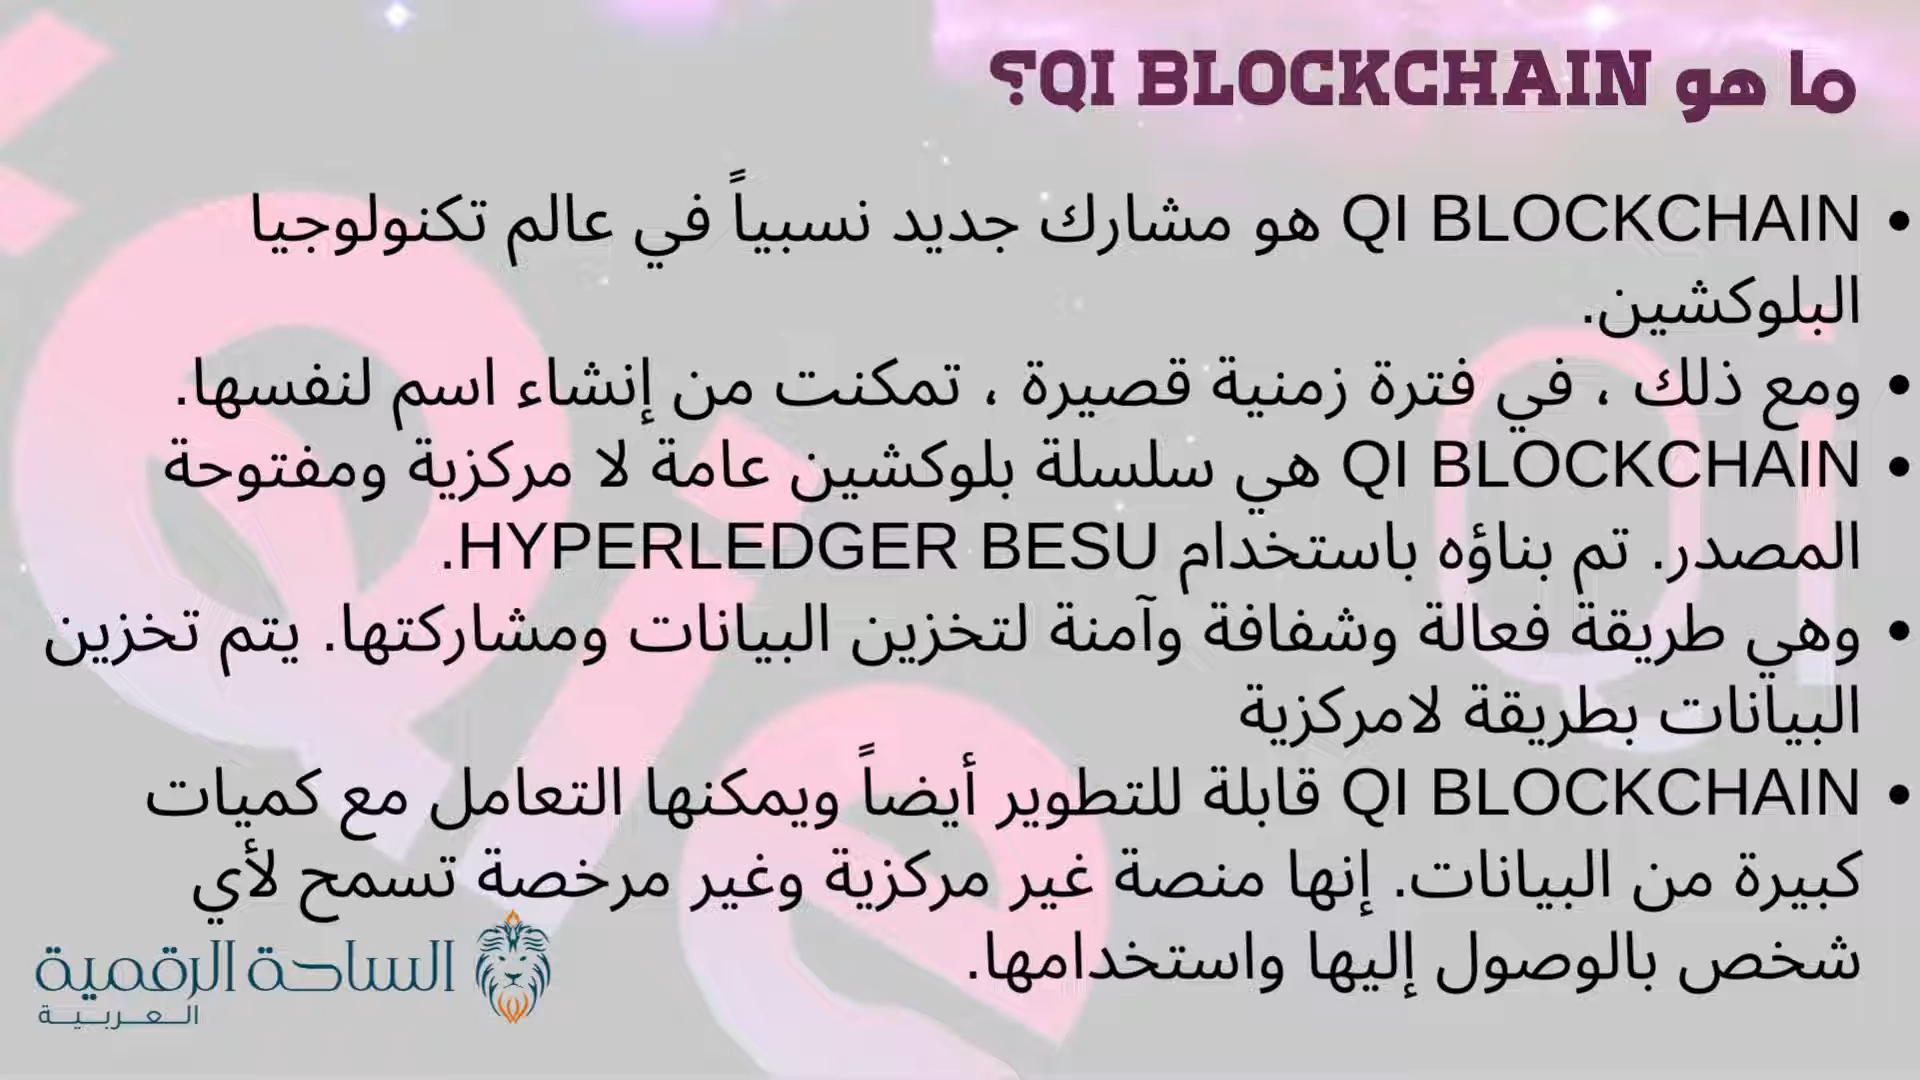 ما هو QI BLOCKCHAIN؟
• QI BLOCKCHAIN هو مشارك جديد نسبياً في عالم تكنولوجيا
البلوكشين.
• ومع ذلك ، في فترة زمنية قصيرة ، تمكنت من إنشاء اسم لنفسها.
• QI BLOCKCHAIN هي سلسلة بلوكشين عامة لا مركزية ومفتوحة
المصدر. تم بناؤه باستخدام HYPERLEDGER BESU.
• وهي طريقة فعالة وشفافة وآمنة لتخزين البيانات ومشاركتها. يتم تخزين
البيانات بطريقة لامركزية
• QI BLOCKCHAIN قابلة للتطوير أيضاً ويمكنها التعامل مع كميات
كبيرة من البيانات. إنها منصة غير مركزية وغير مرخصة تسمح لأي
شخص بالوصول إليها واستخدامها.
الساحة الرقمية
العربية
Qie
Qi